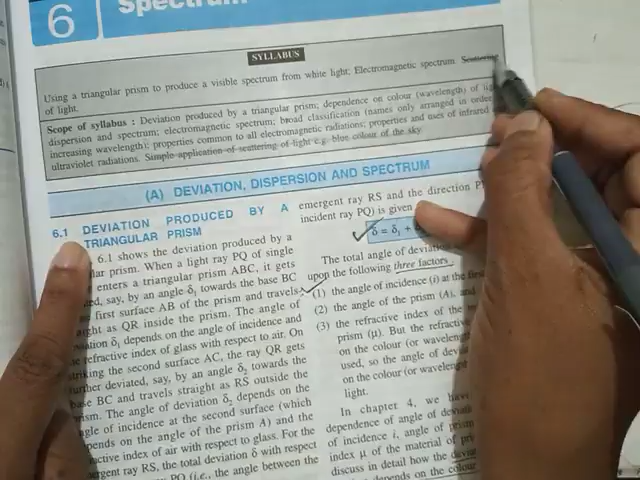 6
Spectrum
SYLLABUS
Using a triangular prism to produce a visible spectrum from white light; Electromagnetic spectrum. Scattering
of light.
Scope of syllabus : Deviation produced by a triangular prism; dependence on colour (wavelength) of
dispersion and spectrum; electromagnetic spectrum; broad classification (names only arranged in order
increasing wavelength); properties common to all electromagnetic radiations; properties and uses of infrared
ultraviolet radiations. Simple application of scattering of light e.g. blue colour of the sky.
(A) DEVIATION, DISPERSION AND SPECTRUM
6.1 DEVIATION PRODUCED BY A
TRIANGULAR PRISM
6.1 shows the deviation produced by a
prism. When a light ray PQ of single
enters a triangular prism ABC, it gets
say, by an angle δ₁ towards the base BC
first surface AB of the prism and travels
as QR inside the prism. The angle of
δ₁ depends on the angle of incidence and
refractive index of glass with respect to air. On
striking the second surface AC, the ray QR gets
further deviated, say, by an angle δ₂ towards the
base BC and travels straight as RS outside the
prism. The angle of deviation δ₂ depends on the
angle of incidence at the second surface (which
depends on the angle of the prism A) and the
index of air with respect to glass. For the
ray RS, the total deviation δ with respect
PQ (i.e., the angle between the
emergent ray RS and the direction
incident ray PQ) is given
δ = δ₁ +
The total angle of deviation
upon the following three factors
(1) the angle of incidence (i) at the first
(2) the angle of the prism (A), and
(3) the refractive index of the
prism (μ). But the refractive
on the colour (or wavelength
used, so the angle of
on the colour (or wavelength
light.
In chapter 4, we have
dependence of angle of
of incidence i, angle of prism
index μ of the material of
discuss in detail how the
depends on the colour